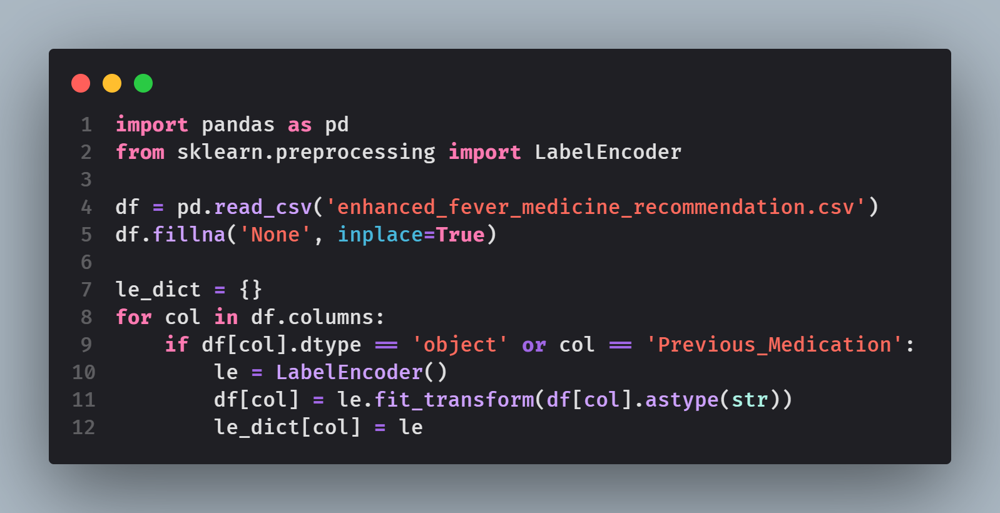 1 import pandas as pd
2 from sklearn.preprocessing import LabelEncoder
3
4 df = pd.read_csv('enhanced_fever_medicine_recommendation.csv')
5 df.fillna('None', inplace=True)
6
7 le_dict = {}
8 for col in df.columns:
9     if df[col].dtype == 'object' or col == 'Previous_Medication':
10         le = LabelEncoder()
11         df[col] = le.fit_transform(df[col].astype(str))
12         le_dict[col] = le